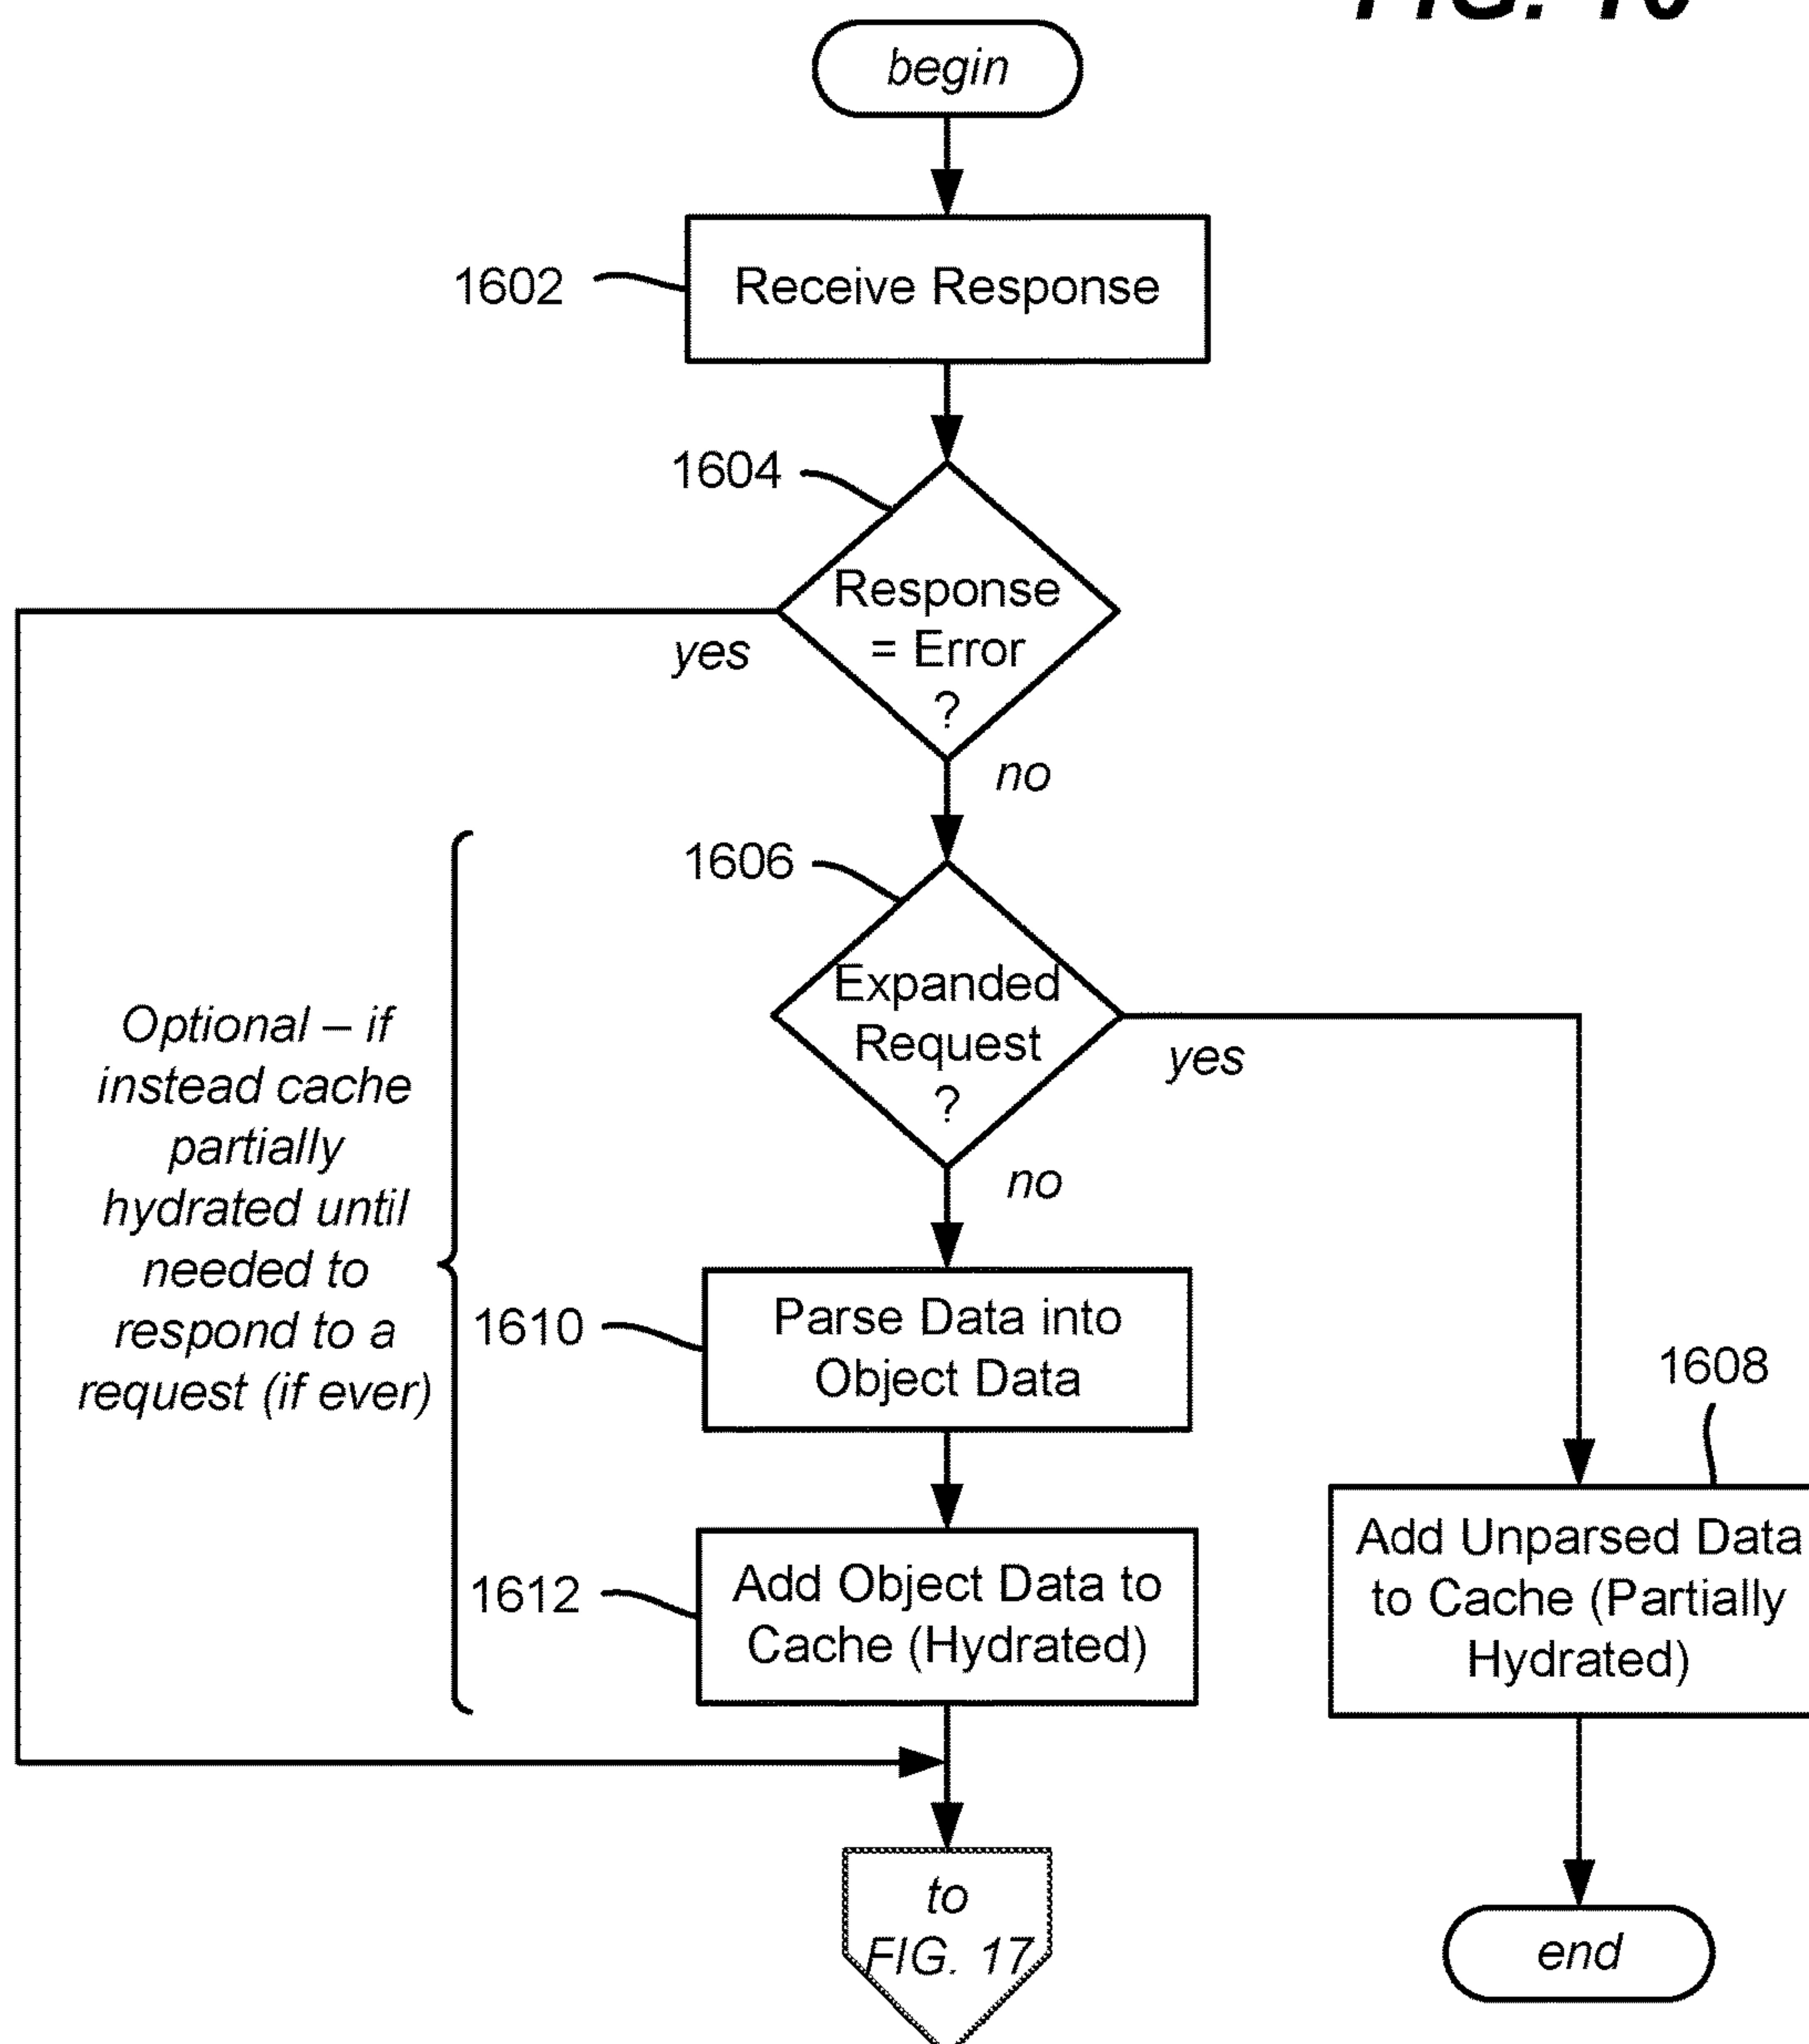 FIG.
begin
1602
Receive Response
1604
Response
= Error
?
yes
no
1606
Expanded
Request
?
yes
no
Optional – if
instead cache
partially
hydrated until
needed to
respond to a
request (if ever)
1610
Parse Data into
Object Data
1608
1612
Add Object Data to
Cache (Hydrated)
Add Unparsed Data
to Cache (Partially
Hydrated)
to
FIG. 17
end